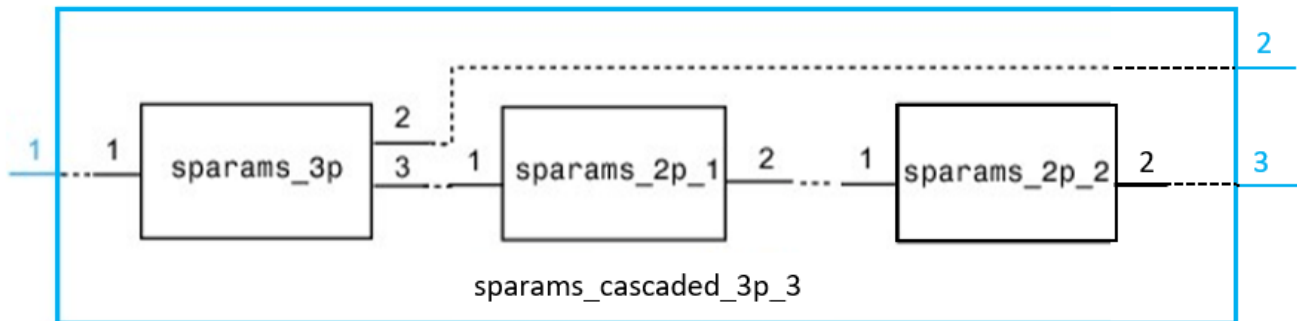 2
2
1 1 sparams_3p 3 1 sparams_2p_1 2 1 sparams_2p_2 2 3
sparams_cascaded_3p_3